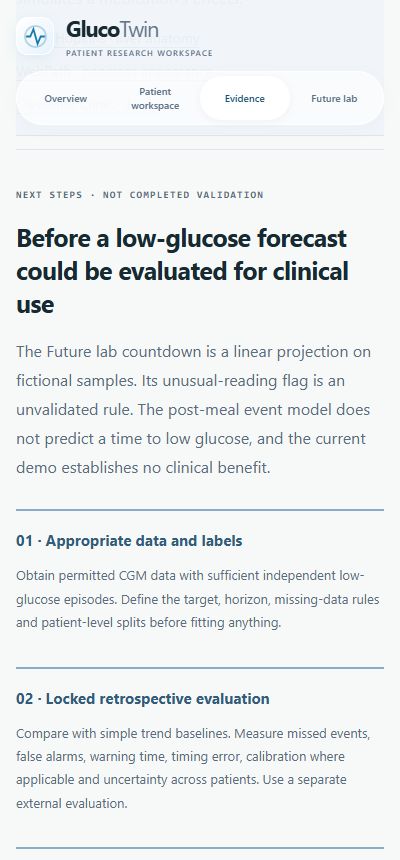 GlucoTwin
PATIENT RESEARCH WORKSPACE
Overview
Patient
workspace
Evidence
Future lab
NEXT STEPS · NOT COMPLETED VALIDATION
Before a low-glucose forecast
could be evaluated for clinical
use
The Future lab countdown is a linear projection on
fictional samples. Its unusual-reading flag is an
unvalidated rule. The post-meal event model does
not predict a time to low glucose, and the current
demo establishes no clinical benefit.
01 · Appropriate data and labels
Obtain permitted CGM data with sufficient independent low-
glucose episodes. Define the target, horizon, missing-data rules
and patient-level splits before fitting anything.
02 · Locked retrospective evaluation
Compare with simple trend baselines. Measure missed events,
false alarms, warning time, timing error, calibration where
applicable and uncertainty across patients. Use a separate
external evaluation.